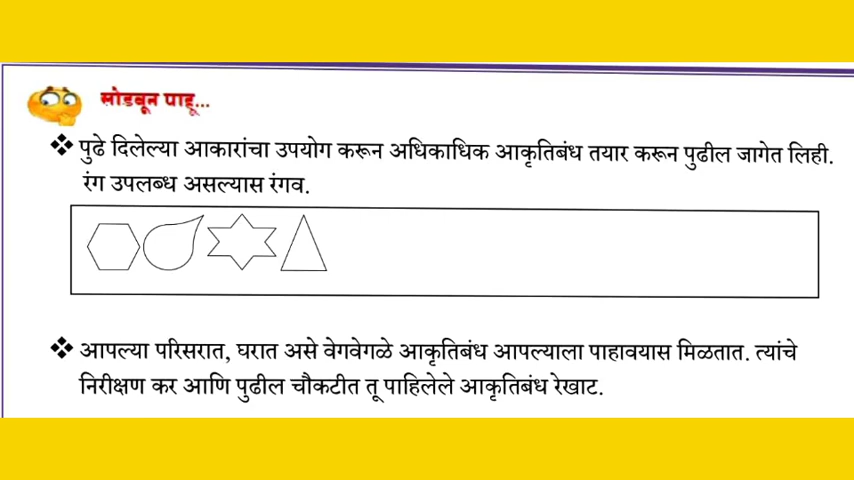 सोडवून पाहू...
❖ पुढे दिलेल्या आकारांचा उपयोग करून अधिकाधिक आकृतिबंध तयार करून पुढील जागेत लिही.
रंग उपलब्ध असल्यास रंगव.
❖ आपल्या परिसरात, घरात असे वेगवेगळे आकृतिबंध आपल्याला पाहावयास मिळतात. त्यांचे
निरीक्षण कर आणि पुढील चौकटीत तू पाहिलेले आकृतिबंध रेखाट.